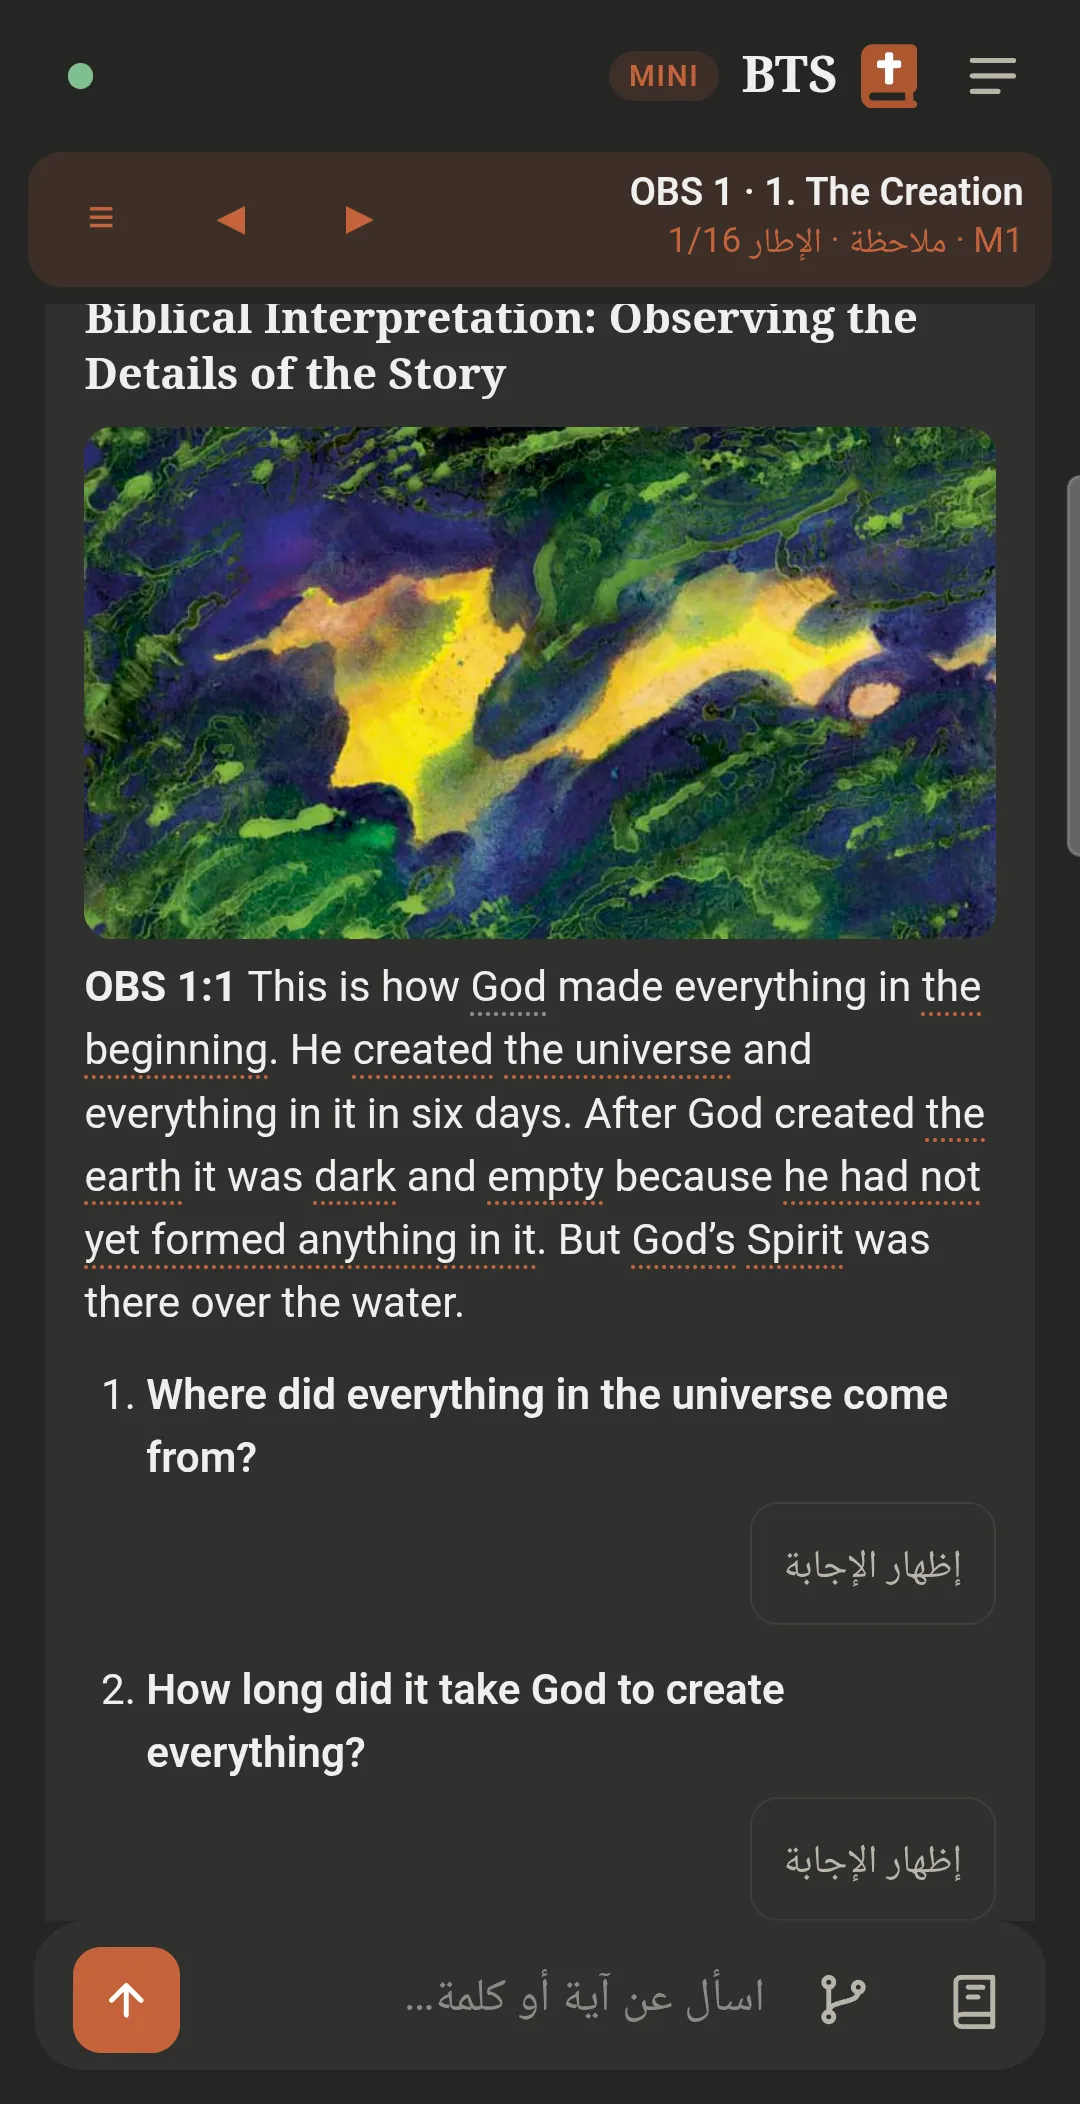 MINI BTS
OBS 1 · 1. The Creation
M1 · ملاحظة · الإطار 1/16
Biblical Interpretation: Observing the
Details of the Story
OBS 1:1 This is how God made everything in the
beginning. He created the universe and
everything in it in six days. After God created the
earth it was dark and empty because he had not
yet formed anything in it. But God’s Spirit was
there over the water.
1. Where did everything in the universe come
from?
إظهار الإجابة
2. How long did it take God to create
everything?
إظهار الإجابة
اسأل عن آية أو كلمة...